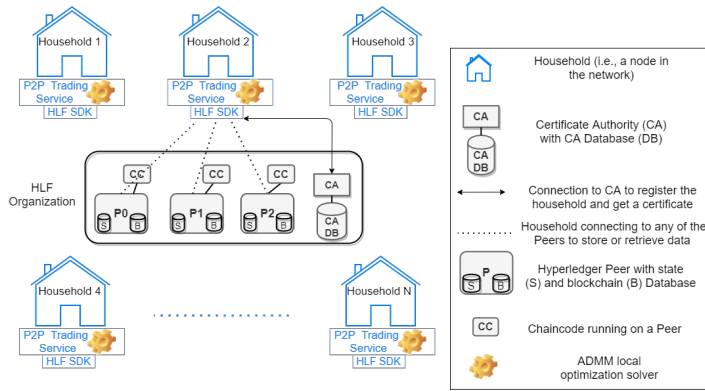 Household 1
P2P Trading
Service
HLF SDK
Household 2
P2P Trading
Service
HLF SDK
Household 3
P2P Trading
Service
HLF SDK
HLF
Organization
CC
P0
S
B
CC
P1
S
B
CC
P2
S
B
CA
CA
DB
Household 4
P2P Trading
Service
HLF SDK
Household N
P2P Trading
Service
HLF SDK
Household (i.e., a node in
the network)
CA
CA
DB
Certificate Authority (CA)
with CA Database (DB)
Connection to CA to register the
household and get a certificate
Household connecting to any of the
Peers to store or retrieve data
P
S
B
Hyperledger Peer with state
(S) and blockchain (B) Database
CC
Chaincode running on a Peer
ADMM local
optimization solver